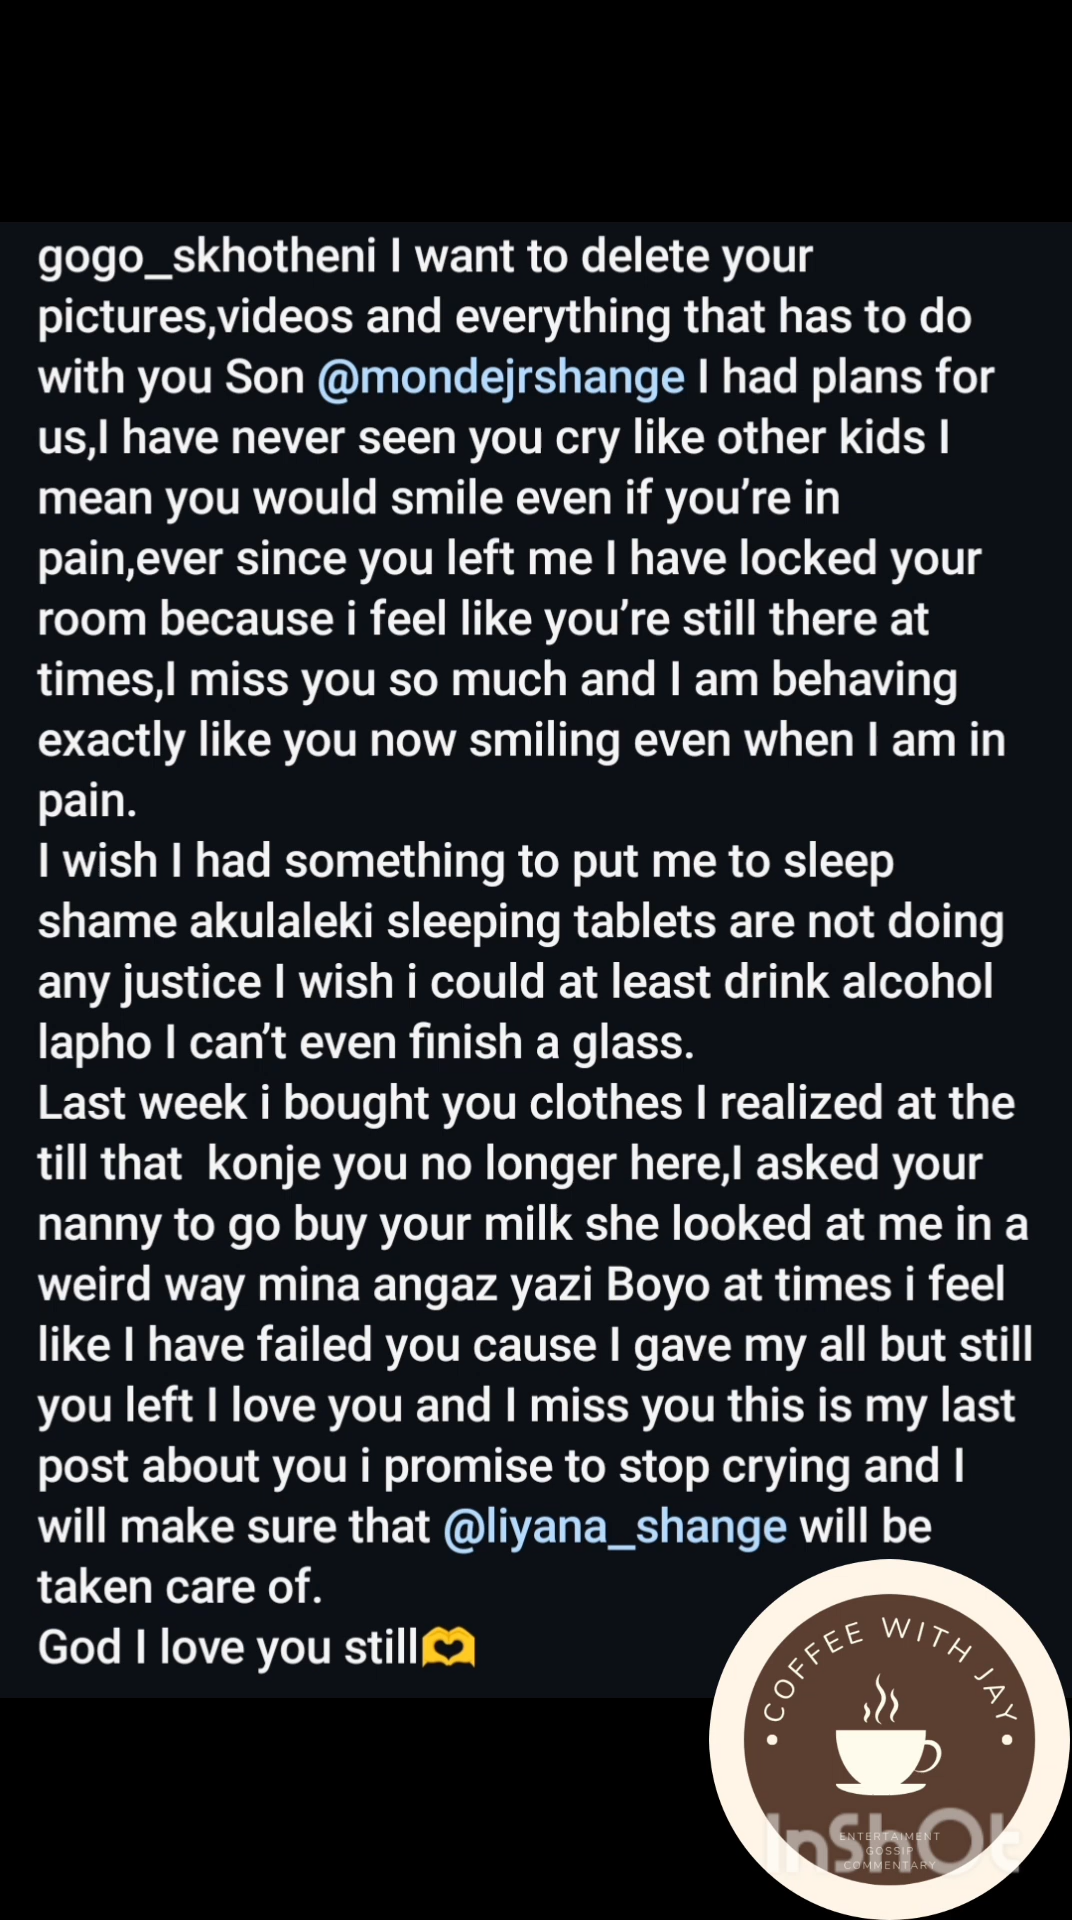 gogo_skhotheni I want to delete your
pictures,videos and everything that has to do
with you Son @mondejrshange I had plans for
us,I have never seen you cry like other kids I
mean you would smile even if you’re in
pain,ever since you left me I have locked your
room because i feel like you’re still there at
times,I miss you so much and I am behaving
exactly like you now smiling even when I am in
pain.
I wish I had something to put me to sleep
shame akulaleki sleeping tablets are not doing
any justice I wish i could at least drink alcohol
lapho I can’t even finish a glass.
Last week i bought you clothes I realized at the
till that  konje you no longer here,I asked your
nanny to go buy your milk she looked at me in a
weird way mina angaz yazi Boyo at times i feel
like I have failed you cause I gave my all but still
you left I love you and I miss you this is my last
post about you i promise to stop crying and I
will make sure that @liyana_shange will be
taken care of.
God I love you still🫶
• COFFEE WITH JAY •
ENTERTAIMENT
GOSSIP
COMMENTARY
InShOt